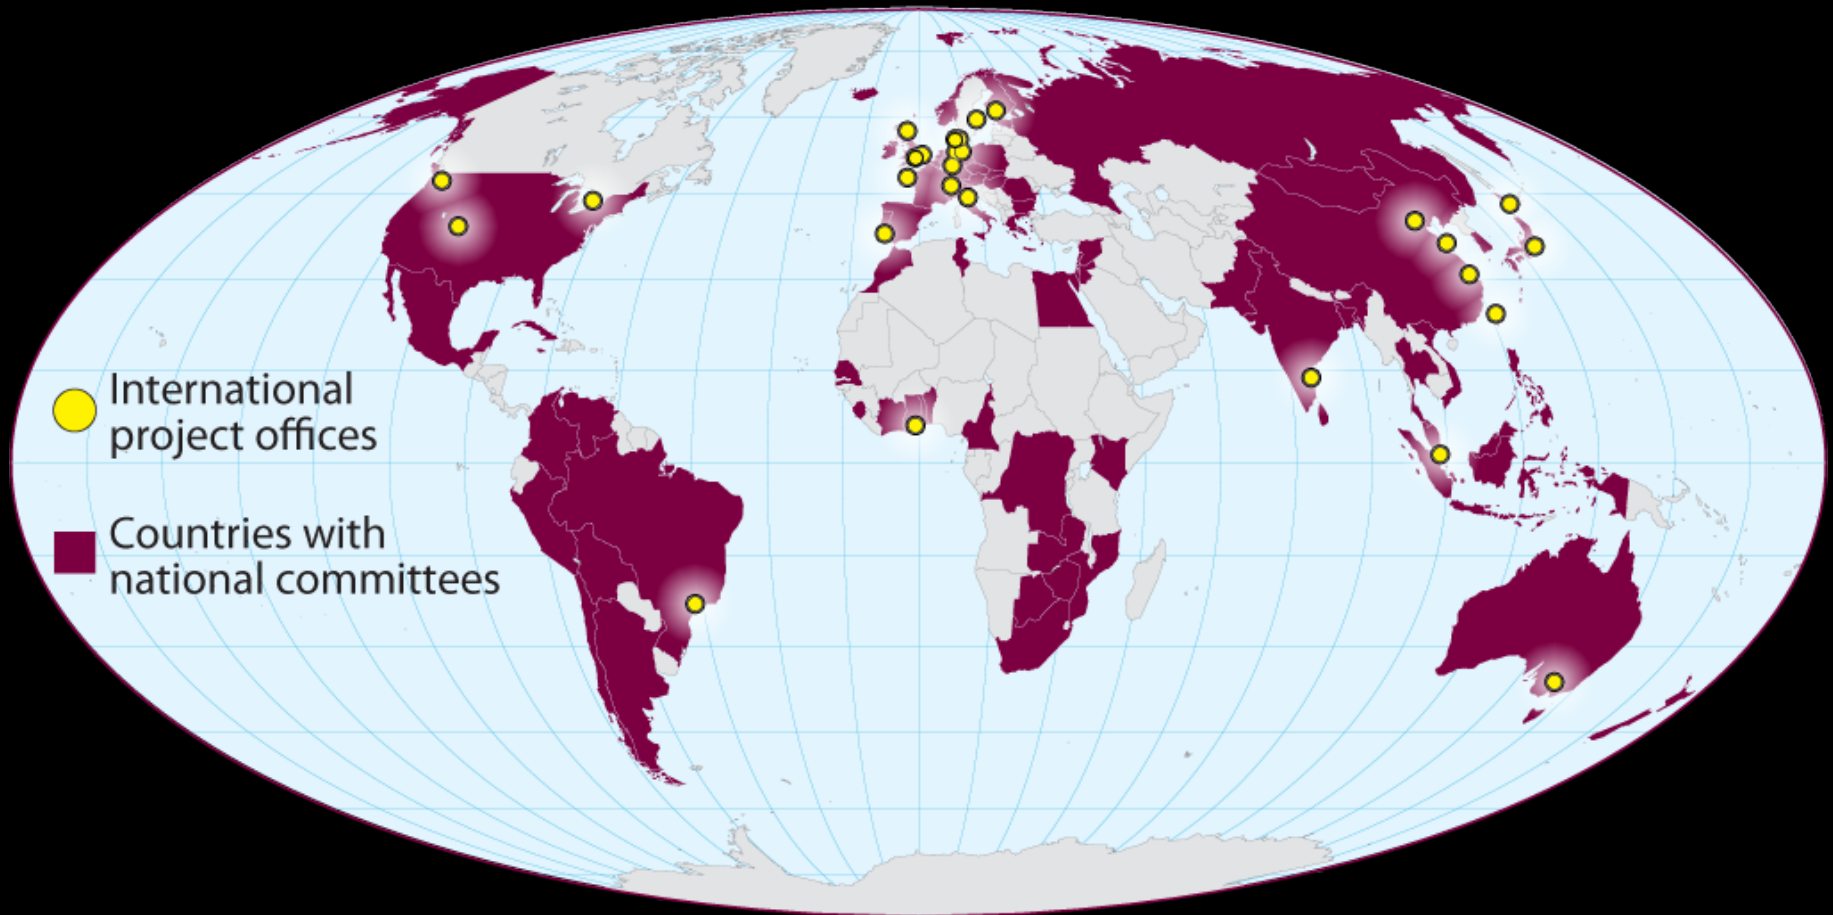 International
project offices
Countries with
national committees